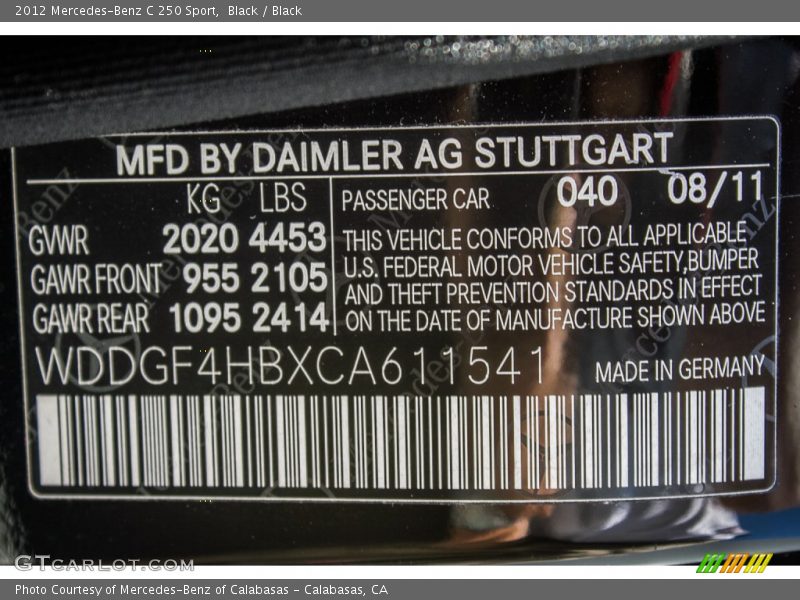 2012 Mercedes-Benz C 250 Sport, Black / Black
MFD BY DAIMLER AG STUTTGART
KG LBS
GVWR 2020 4453
GAWR FRONT 955 2105
GAWR REAR 1095 2414
PASSENGER CAR 040 08/11
THIS VEHICLE CONFORMS TO ALL APPLICABLE
U.S. FEDERAL MOTOR VEHICLE SAFETY,BUMPER
AND THEFT PREVENTION STANDARDS IN EFFECT
ON THE DATE OF MANUFACTURE SHOWN ABOVE
WDDGF4HBXCA611541
MADE IN GERMANY
GTCARLOT.COM
Photo Courtesy of Mercedes-Benz of Calabasas - Calabasas, CA